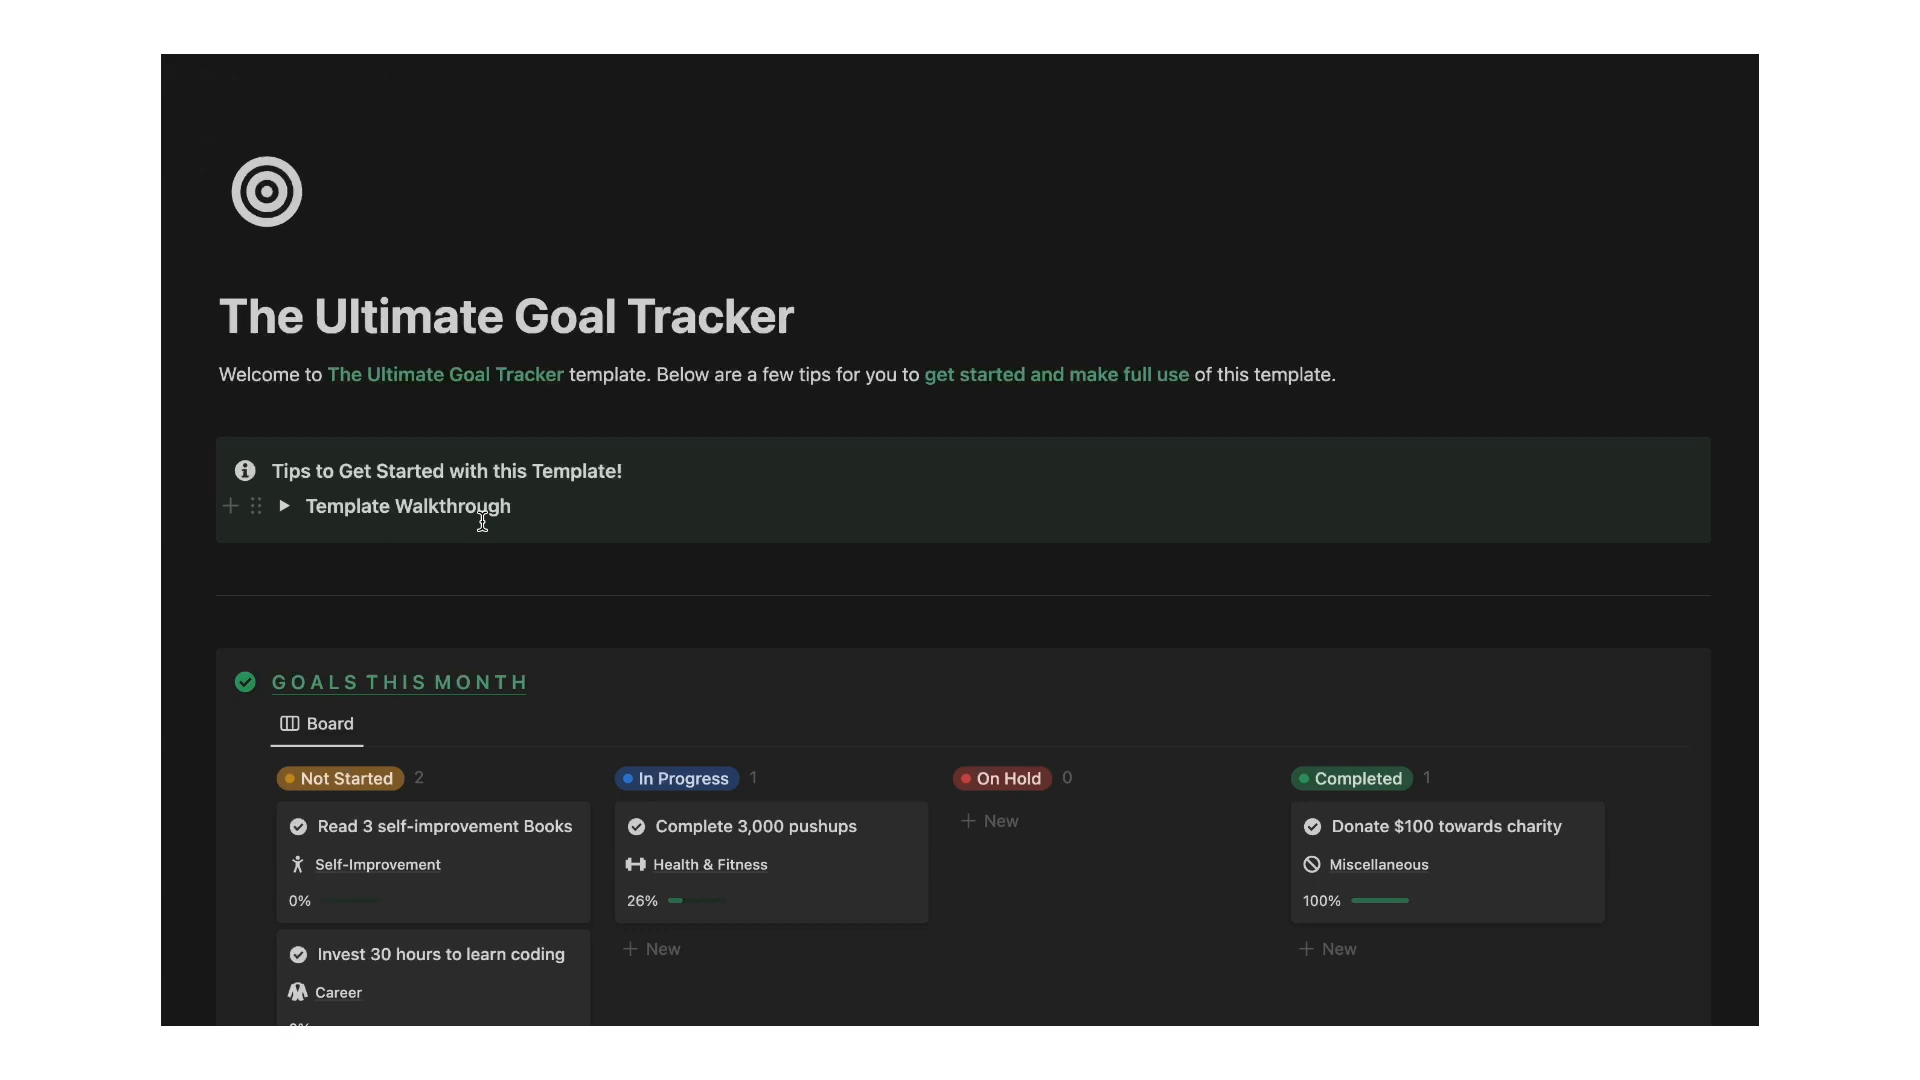 The Ultimate Goal Tracker
Welcome to The Ultimate Goal Tracker template. Below are a few tips for you to get started and make full use of this template.
Tips to Get Started with this Template!
Template Walkthrough
GOALS THIS MONTH
Board
Not Started 2
In Progress 1
On Hold 0
Completed 1
Read 3 self-improvement Books
Self-Improvement
0%
Complete 3,000 pushups
Health & Fitness
26%
+ New
+ New
Donate $100 towards charity
Miscellaneous
100%
+ New
Invest 30 hours to learn coding
Career